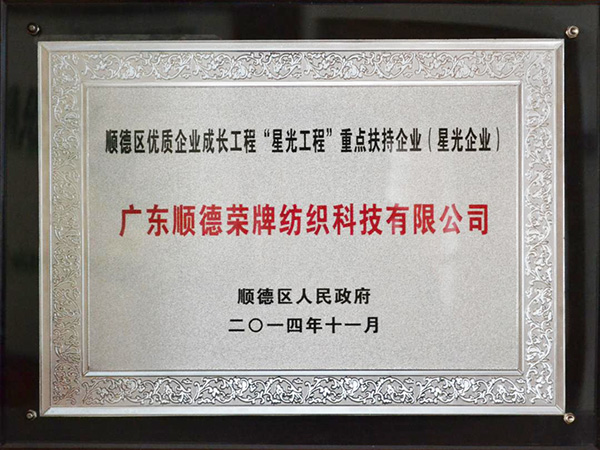 顺德区优质企业成长工程“星光工程”重点扶持企业（星光企业）
广东顺德荣牌纺织科技有限公司
顺德区人民政府
二〇一四年十一月